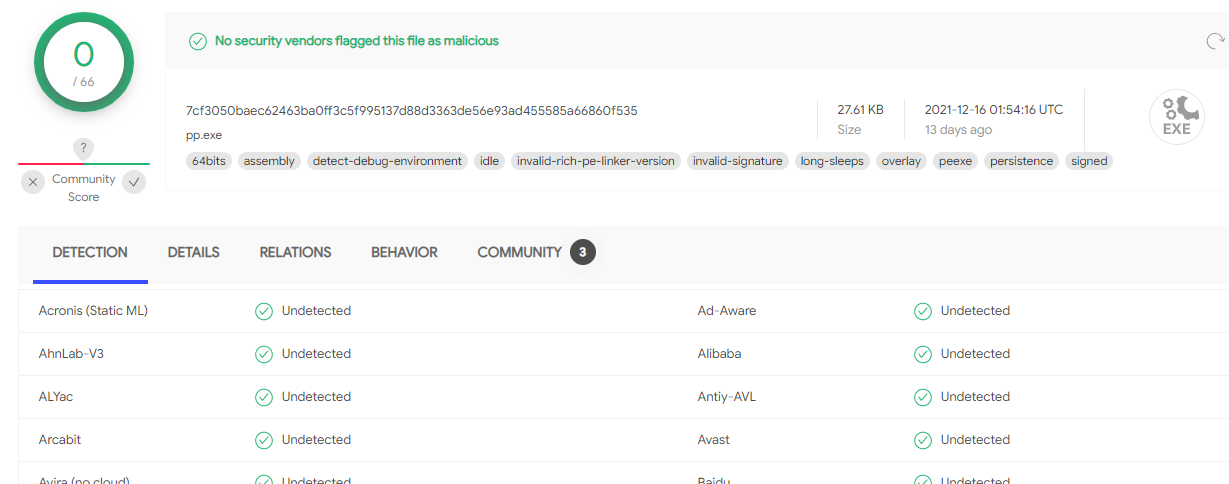 0
/ 66
?
Community
Score
No security vendors flagged this file as malicious
7cf3050baec62463ba0ff3c5f995137d88d3363de56e93ad455585a66860f535
pp.exe
64bits assembly detect-debug-environment idle invalid-rich-pe-linker-version invalid-signature long-sleeps overlay peexe persistence signed
27.61 KB
Size
2021-12-16 01:54:16 UTC
13 days ago
EXE
DETECTION DETAILS RELATIONS BEHAVIOR COMMUNITY 3
Acronis (Static ML) Undetected Ad-Aware Undetected
AhnLab-V3 Undetected Alibaba Undetected
ALYac Undetected Antiy-AVL Undetected
Arcabit Undetected Avast Undetected
Avira (no cloud) Undetected Baidu Undetected